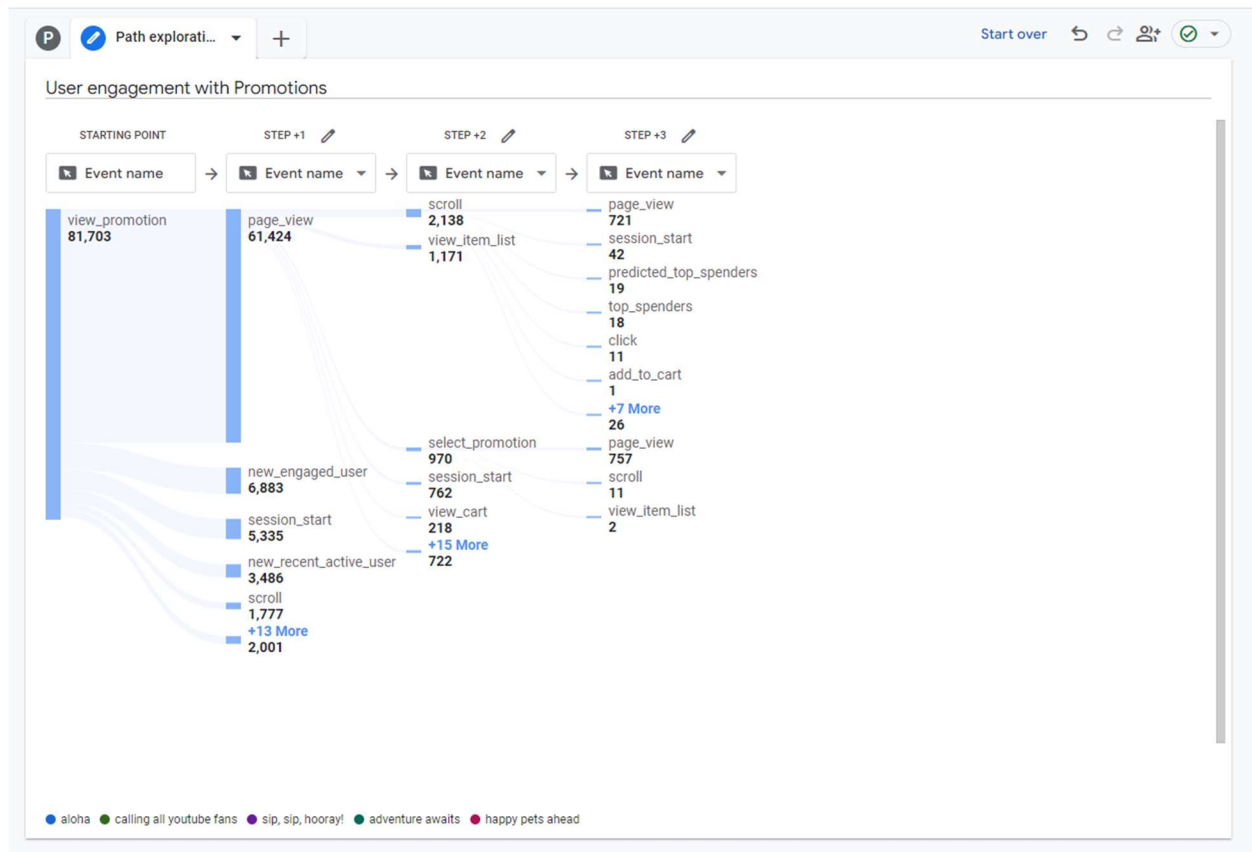 P
Path explorati...
Start over
User engagement with Promotions
STARTING POINT
STEP +1
STEP +2
STEP +3
Event name
Event name
Event name
Event name
view_promotion
81,703
page_view
61,424
new_engaged_user
6,883
session_start
5,335
new_recent_active_user
3,486
scroll
1,777
+13 More
2,001
scroll
2,138
view_item_list
1,171
select_promotion
970
session_start
762
view_cart
218
+15 More
722
page_view
721
session_start
42
predicted_top_spenders
19
top_spenders
18
click
11
add_to_cart
1
+7 More
26
page_view
757
scroll
11
view_item_list
2
aloha
calling all youtube fans
sip, sip, hooray!
adventure awaits
happy pets ahead